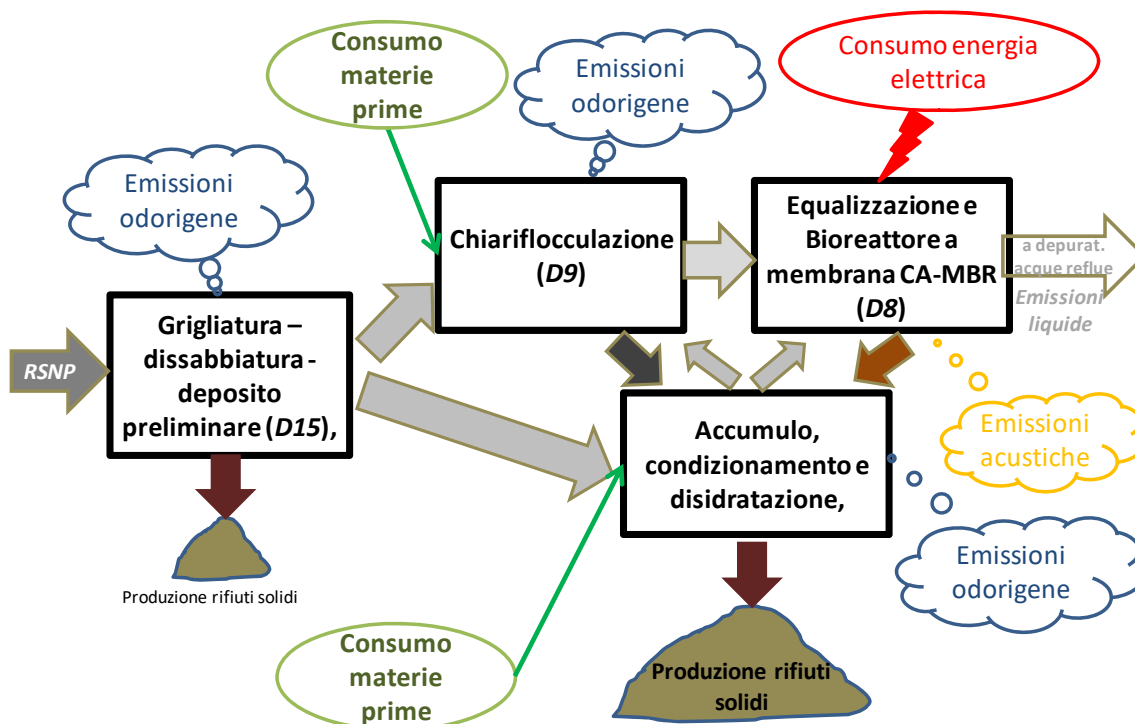 Consumo
materie
prime
Emissioni
odorigene
Consumo energia
elettrica
Emissioni
odorigene
Chiariflocculazione
(D9)
Equalizzazione e
Bioreattore a
membrana CA-MBR
(D8)
a depurat.
acque reflue
Emissioni
liquide
RSNP
Grigliatura –
dissabbiatura -
deposito
preliminare (D15),
Accumulo,
condizionamento e
disidratazione,
Emissioni
acustiche
Emissioni
odorigene
Produzione rifiuti solidi
Consumo
materie
prime
Produzione rifiuti
solidi